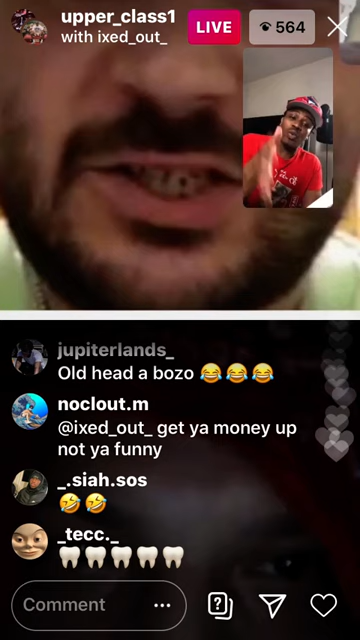 upper_class1
with ixed_out_
LIVE
564
jupiterlands_
Old head a bozo 😂😂😂
noclout.m
@ixed_out_ get ya money up
not ya funny
_.siah.sos
🤣🤣
_tecc._
🦷🦷🦷🦷🦷
Comment